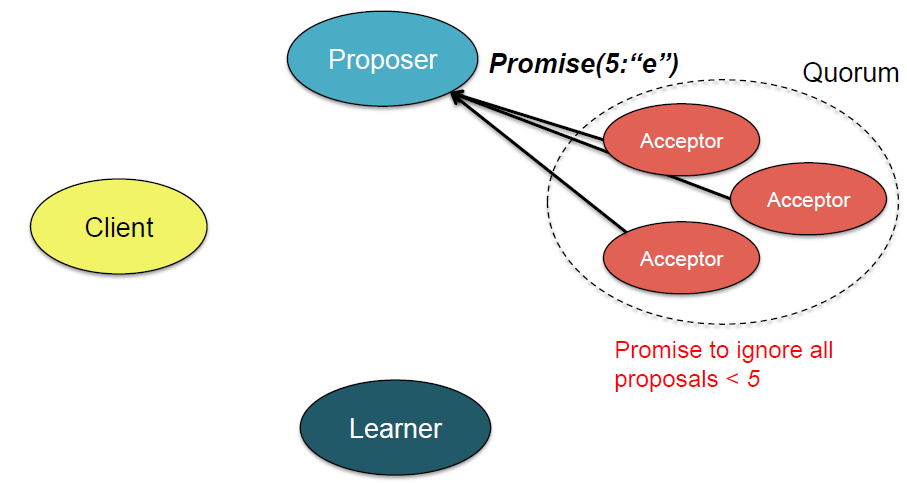 Proposer
Promise(5:“e”)
Quorum
Acceptor
Acceptor
Client
Acceptor
Promise to ignore all
proposals < 5
Learner